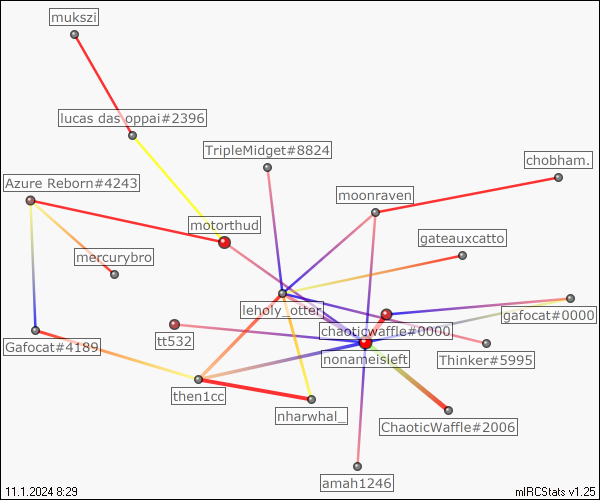 mukszi
lucas das oppai#2396
TripleMidget#8824
chobham.
Azure Reborn#4243
moonraven
motorthud
gateauxcatto
mercurybro
leholy_otter
gafocat#0000
chaoticwaffle#0000
tt532
Gafocat#4189
nonameisleft
Thinker#5995
then1cc
nharwhal_
ChaoticWaffle#2006
amah1246
11.1.2024 8:29
mIRCStats v1.25